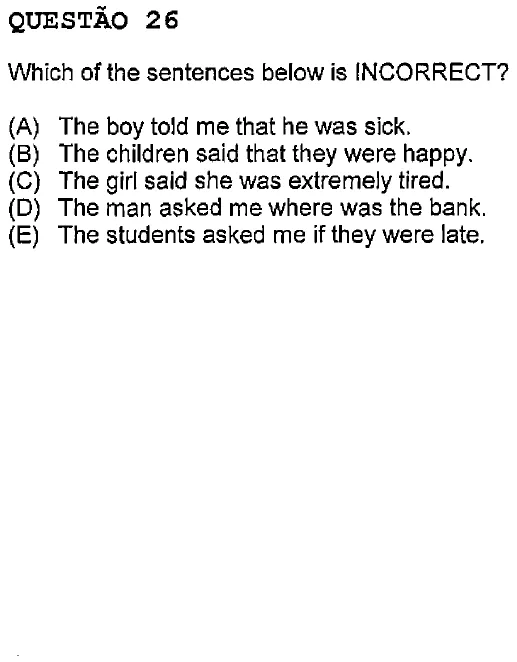 QUESTÃO 26
Which of the sentences below is INCORRECT?
(A) The boy told me that he was sick.
(B) The children said that they were happy.
(C) The girl said she was extremely tired.
(D) The man asked me where was the bank.
(E) The students asked me if they were late.